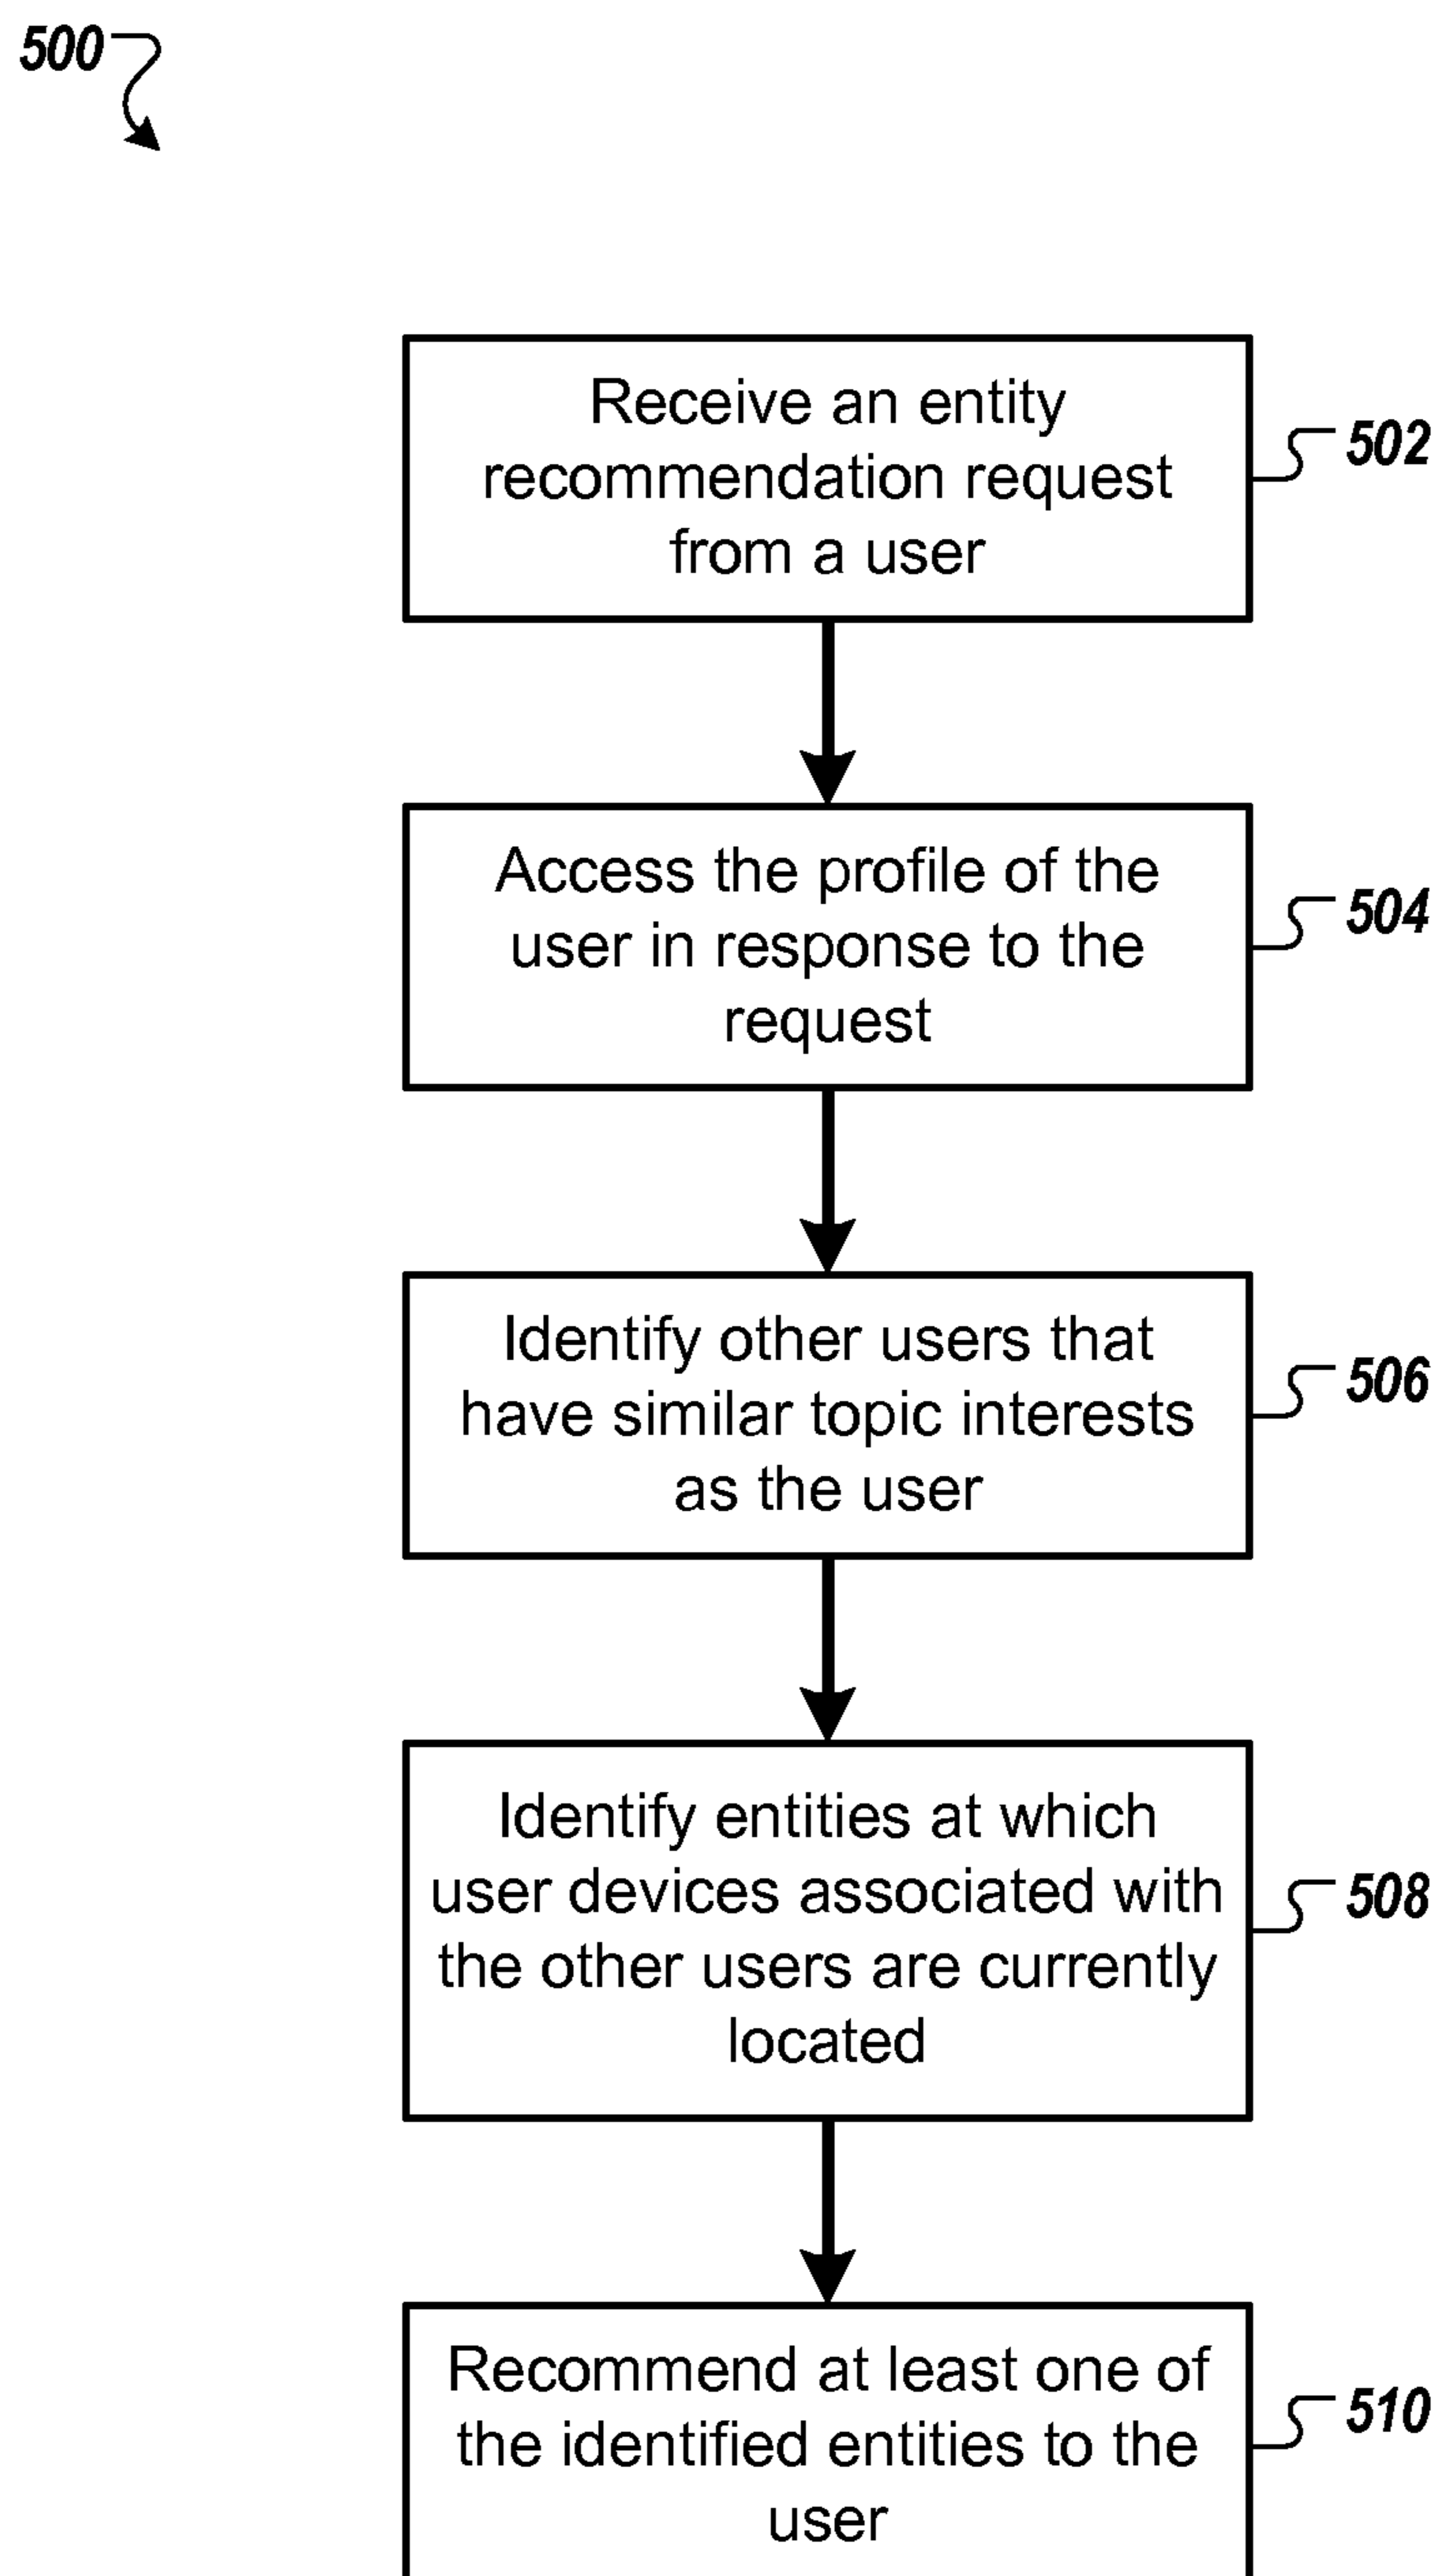 500
Receive an entity
recommendation request
from a user
502
Access the profile of the
user in response to the
request
504
Identify other users that
have similar topic interests
as the user
506
Identify entities at which
user devices associated with
the other users are currently
located
508
Recommend at least one of
the identified entities to the
user
510